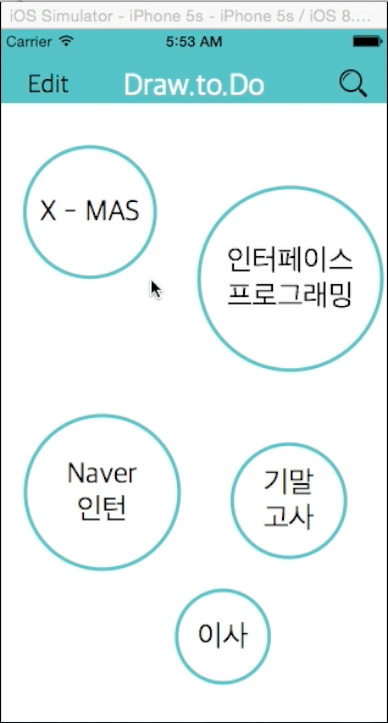 iOS Simulator - iPhone 5s - iPhone 5s / iOS 8....
Carrier 5:53 AM
Edit Draw.to.Do
X - MAS
인터페이스
프로그래밍
Naver
인턴
기말
고사
이사